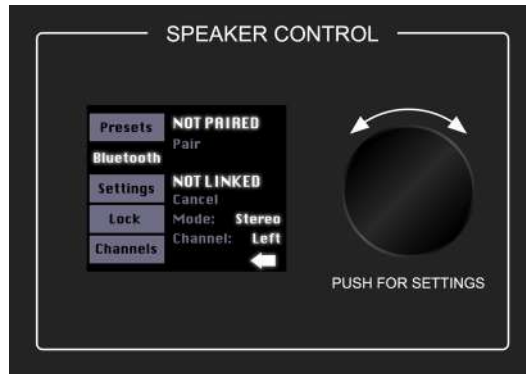 SPEAKER CONTROL
Presets
Bluetooth
Settings
Lock
Channels
NOT PAIRED
Pair
NOT LINKED
Cancel
Mode: Stereo
Channel: Left
PUSH FOR SETTINGS